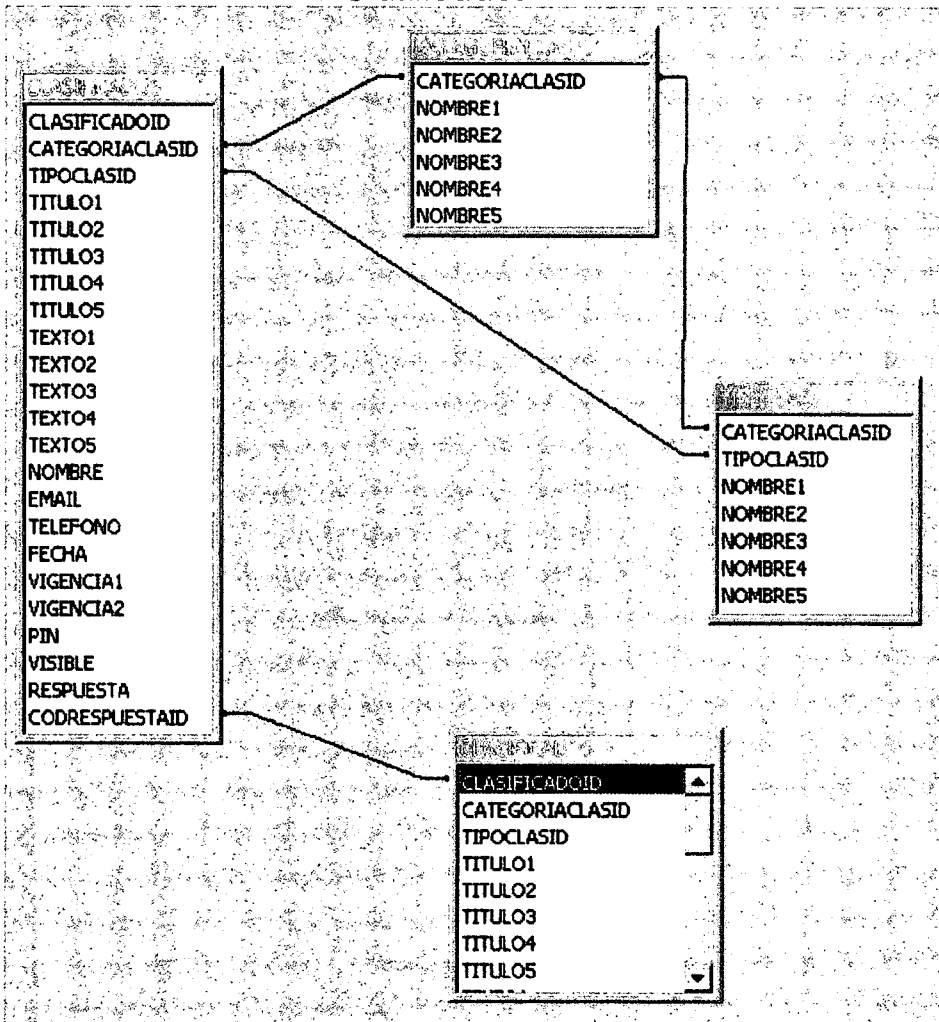 CLASIFICADOID
CATEGORIACLASID
TIPOCLASID
TITULO1
TITULO2
TITULO3
TITULO4
TITULO5
TEXTO1
TEXTO2
TEXTO3
TEXTO4
TEXTO5
NOMBRE
EMAIL
TELEFONO
FECHA
VIGENCIA1
VIGENCIA2
PIN
VISIBLE
RESPUESTA
CODRESPUESTAID
CATEGORIACLASID
NOMBRE1
NOMBRE2
NOMBRE3
NOMBRE4
NOMBRE5
CATEGORIACLASID
TIPOCLASID
NOMBRE1
NOMBRE2
NOMBRE3
NOMBRE4
NOMBRE5
CLASIFICADOID
CATEGORIACLASID
TIPOCLASID
TITULO1
TITULO2
TITULO3
TITULO4
TITULO5